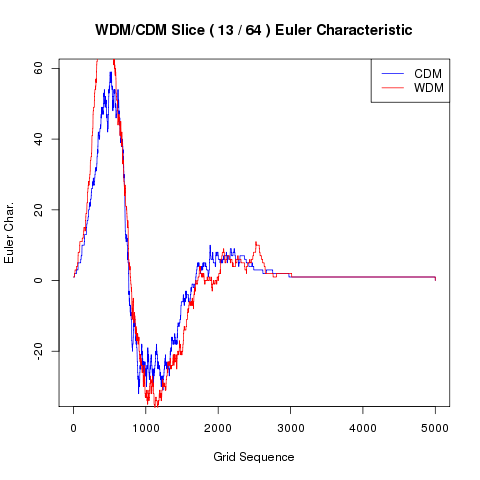 WDM/CDM Slice ( 13 / 64 ) Euler Characteristic
CDM
WDM
Euler Char.
60
40
20
0
-20
0 1000 2000 3000 4000 5000
Grid Sequence